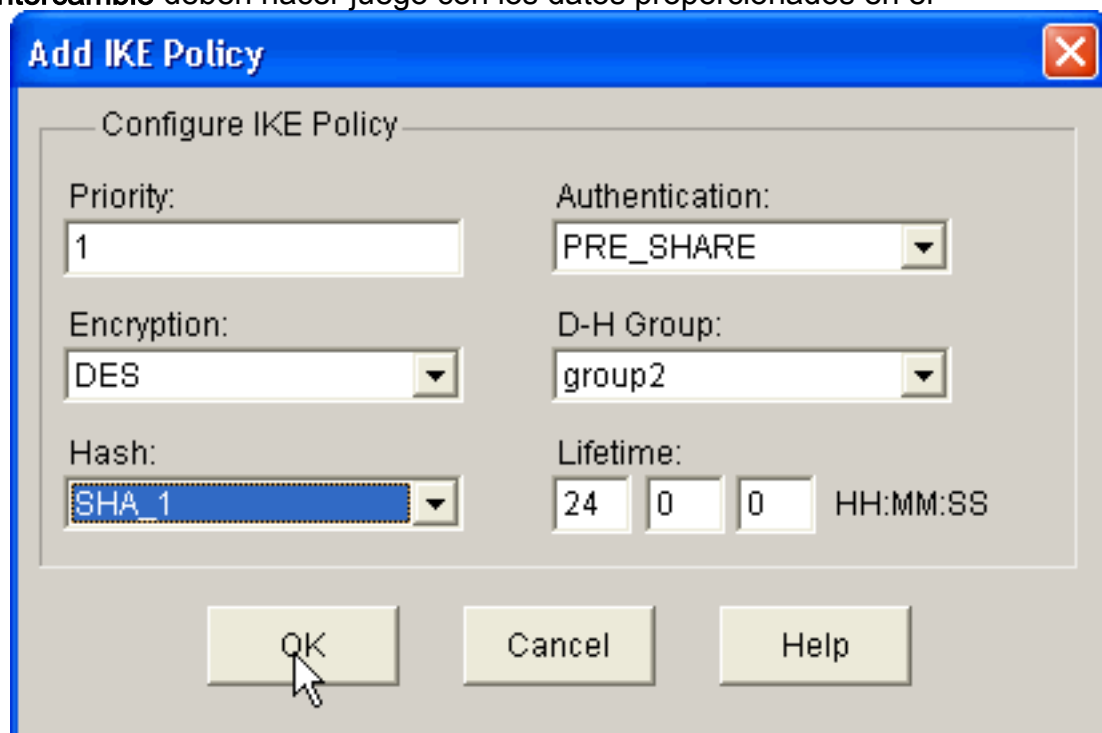 intercambio deben hacer juego con los datos proporcionados en el
Add IKE Policy
Configure IKE Policy
Priority:
1
Authentication:
PRE_SHARE
Encryption:
DES
D-H Group:
group2
Hash:
SHA_1
Lifetime:
24 0 0 HH:MM:SS
OK Cancel Help